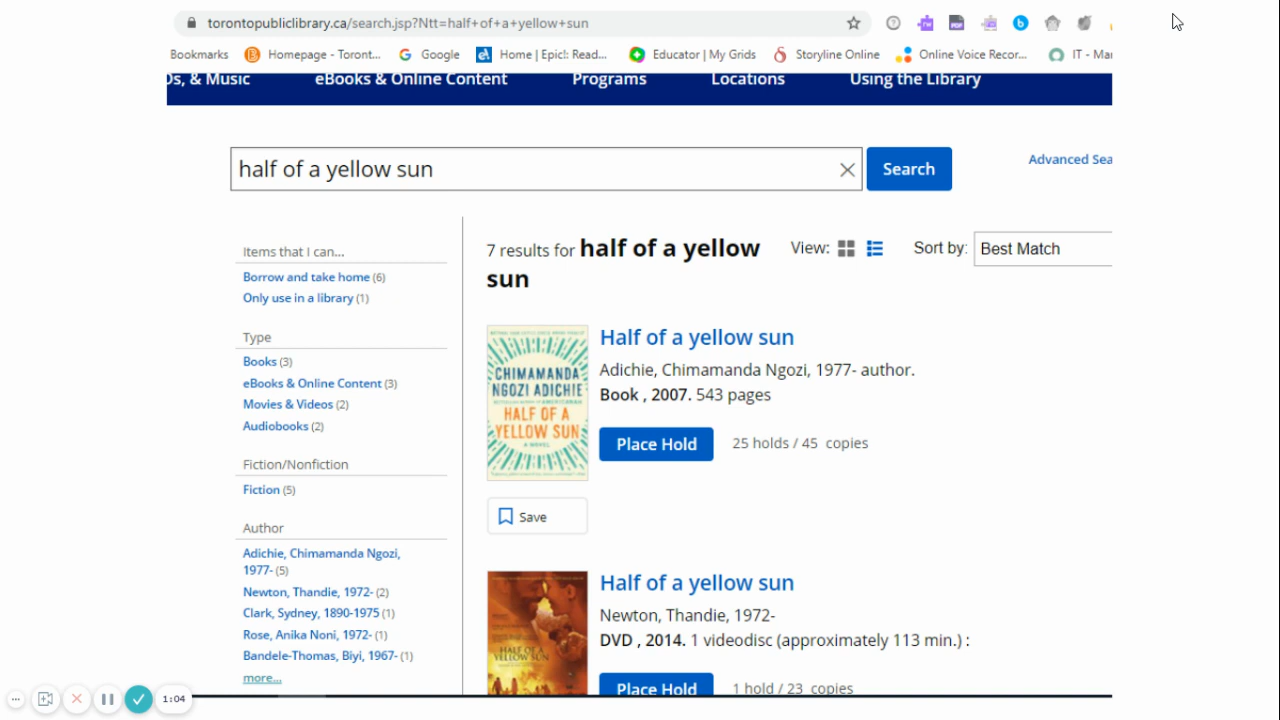 torontopubliclibrary.ca/search.jsp?Ntt=half+of+a+yellow+sun
Bookmarks Homepage - Toront... Google Home | Epic!: Read... Educator | My Grids Storyline Online Online Voice Recor... IT - Mar
Ds, & Music eBooks & Online Content Programs Locations Using the Library
half of a yellow sun
Search
Advanced Sea
Items that I can...
Borrow and take home (6)
Only use in a library (1)
Type
Books (3)
eBooks & Online Content (3)
Movies & Videos (2)
Audiobooks (2)
Fiction/Nonfiction
Fiction (5)
Author
Adichie, Chimamanda Ngozi,
1977- (5)
Newton, Thandie, 1972- (2)
Clark, Sydney, 1890-1975 (1)
Rose, Anika Noni, 1972- (1)
Bandele-Thomas, Biyi, 1967- (1)
more...
7 results for half of a yellow
sun
View:
Sort by: Best Match
CHIMAMANDA
NGOZI ADICHIE
HALF OF A
YELLOW SUN
A NOVEL
Half of a yellow sun
Adichie, Chimamanda Ngozi, 1977- author.
Book , 2007. 543 pages
Place Hold 25 holds / 45 copies
Save
HALF OF A
YELLOW SUN
Half of a yellow sun
Newton, Thandie, 1972-
DVD , 2014. 1 videodisc (approximately 113 min.) :
Place Hold 1 hold / 23 copies
1:04